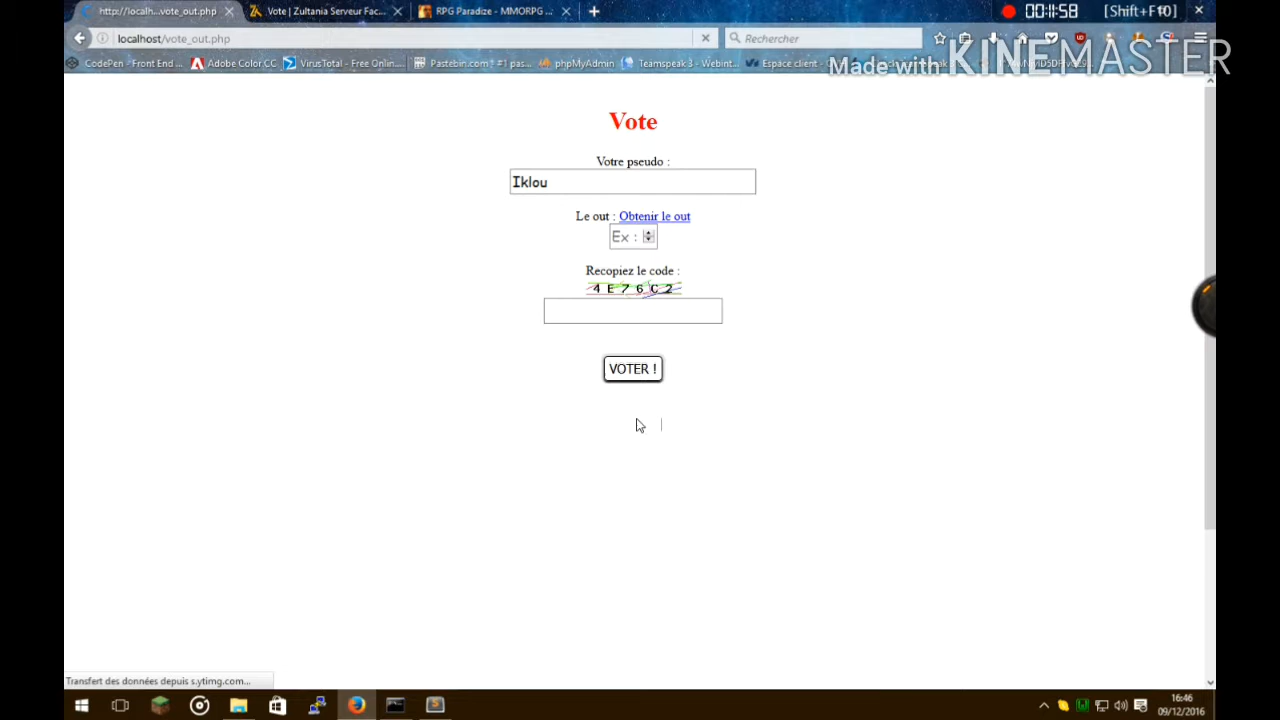 http://localh...vote_out.php
Vote | Zultania Serveur Fac...
RPG Paradize - MMORPG ...
00:11:58
localhost/vote_out.php
Rechercher
Made with KINEMASTER
CodePen - Front End
Adobe Color CC
VirusTotal - Free Onlin...
Pastebin.com - #1 pas...
phpMyAdmin
Teamspeak 3 - Webint...
Espace client -
Vote
Votre pseudo :
Iklou
Le out : Obtenir le out
Ex :
Recopiez le code :
4 E 7 6 C 2
VOTER !
Transfert des données depuis s.ytimg.com...
16:46
09/12/2016